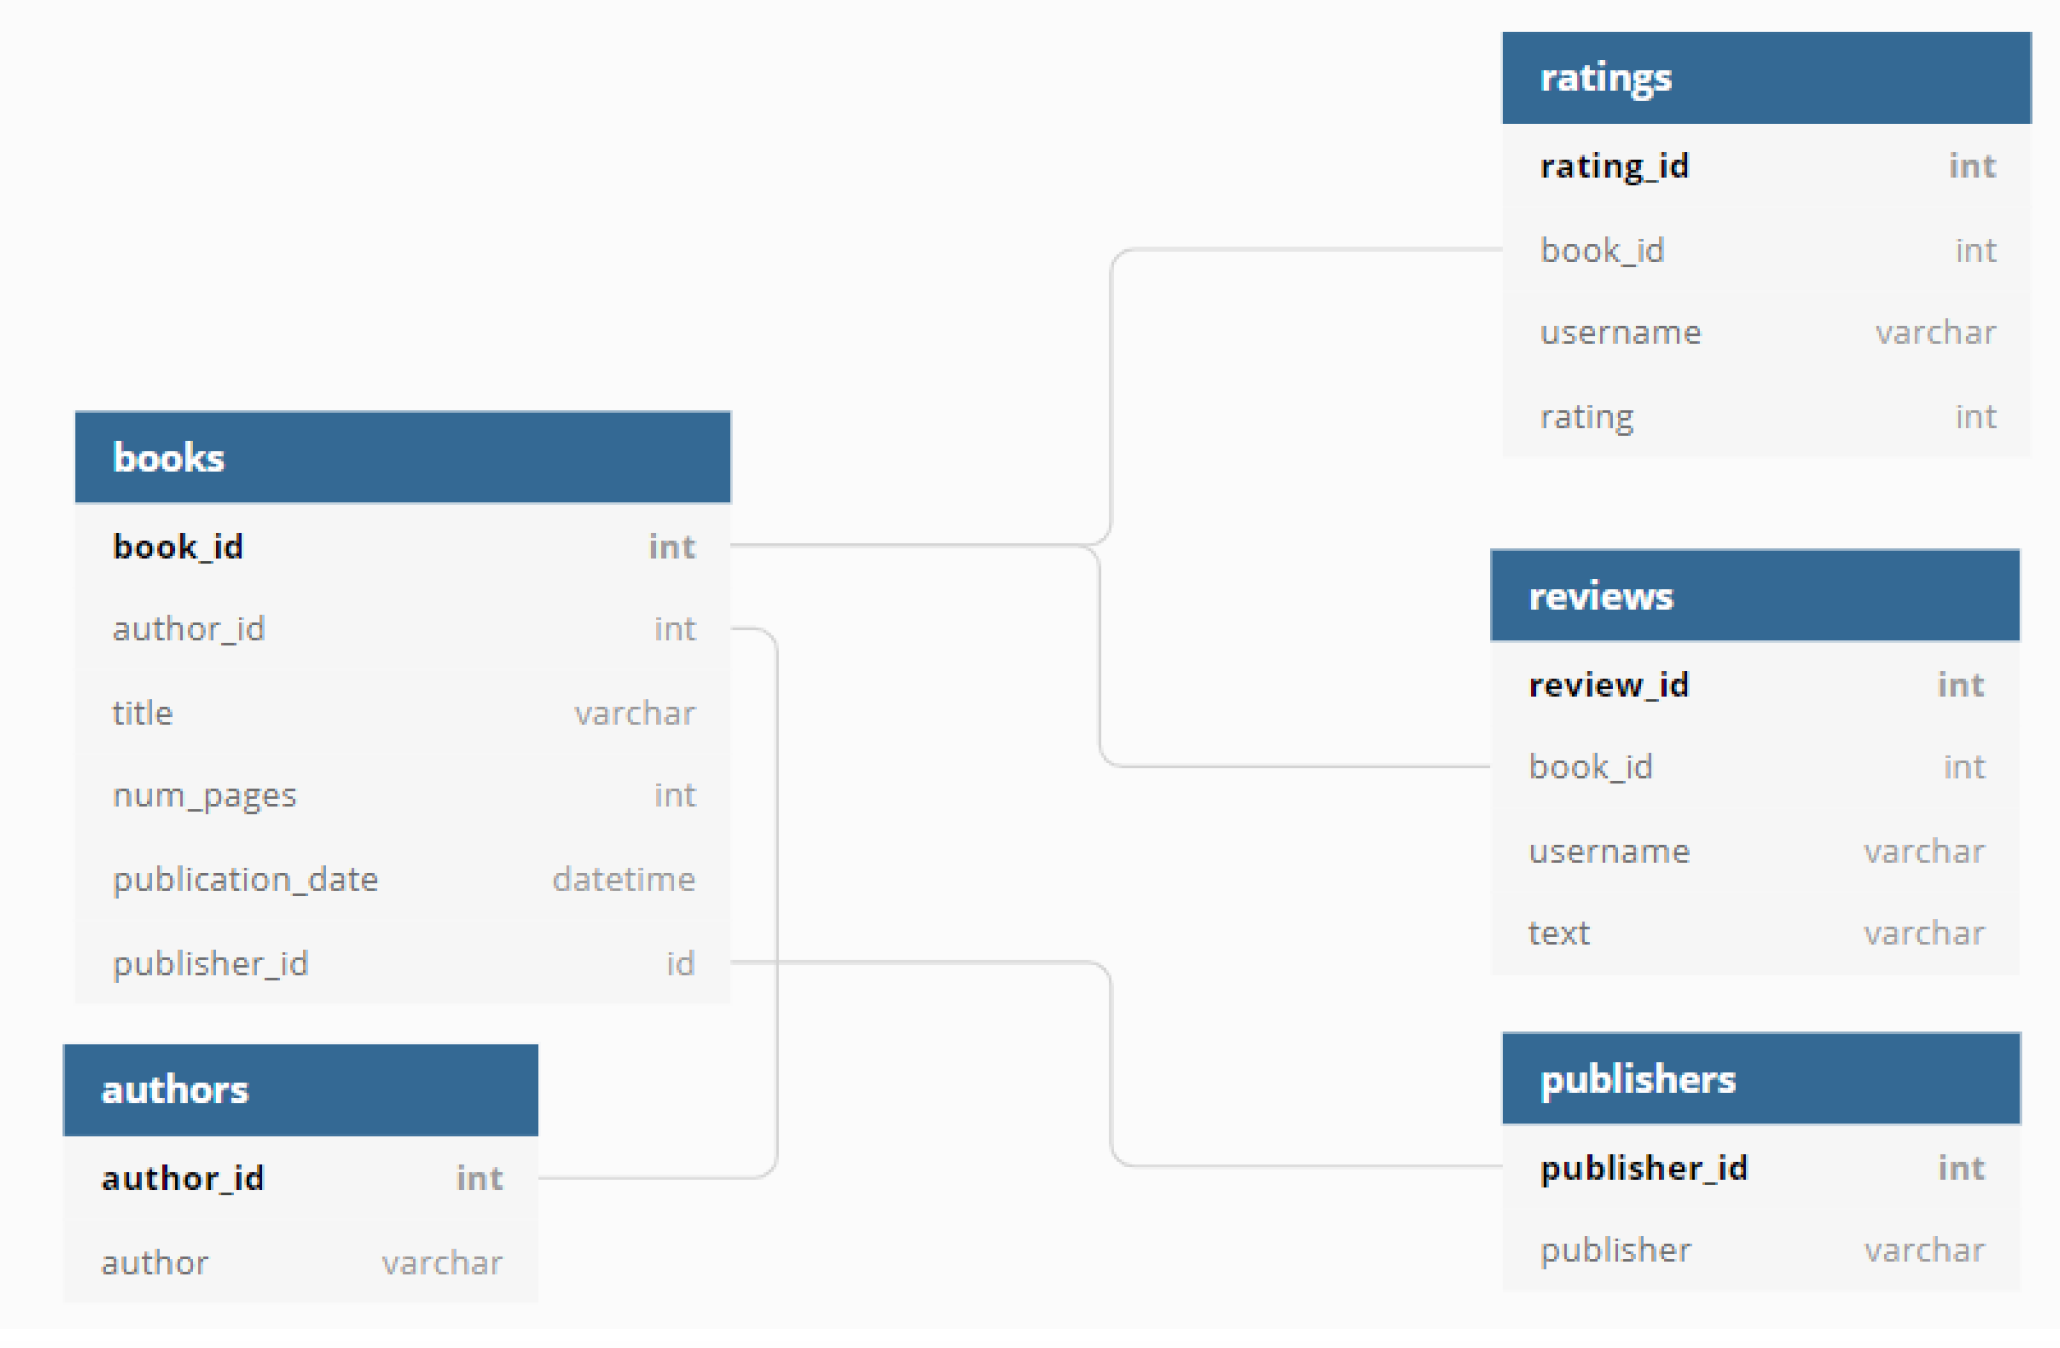 ratings
rating_id int
book_id int
username varchar
rating int
books
book_id int
author_id int
title varchar
num_pages int
publication_date datetime
publisher_id id
reviews
review_id int
book_id int
username varchar
text varchar
authors
author_id int
author varchar
publishers
publisher_id int
publisher varchar